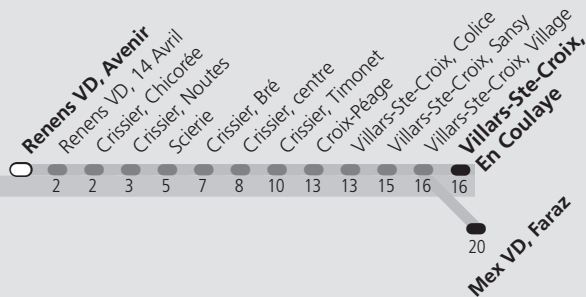 Renens VD, Avenir
Renens VD, 14 Avril
Crissier, Chicorée
Crissier, Noutes
Scierie
Crissier, Bré
Crissier, centre
Crissier, Timonet
Croix-Péage
Villars-Ste-Croix, Colice
Villars-Ste-Croix, Sansy
Villars-Ste-Croix, Village
Villars-Ste-Croix,
En Coulaye
2 2 3 5 7 8 10 13 13 15 16 16
20
Mex VD, Faraz